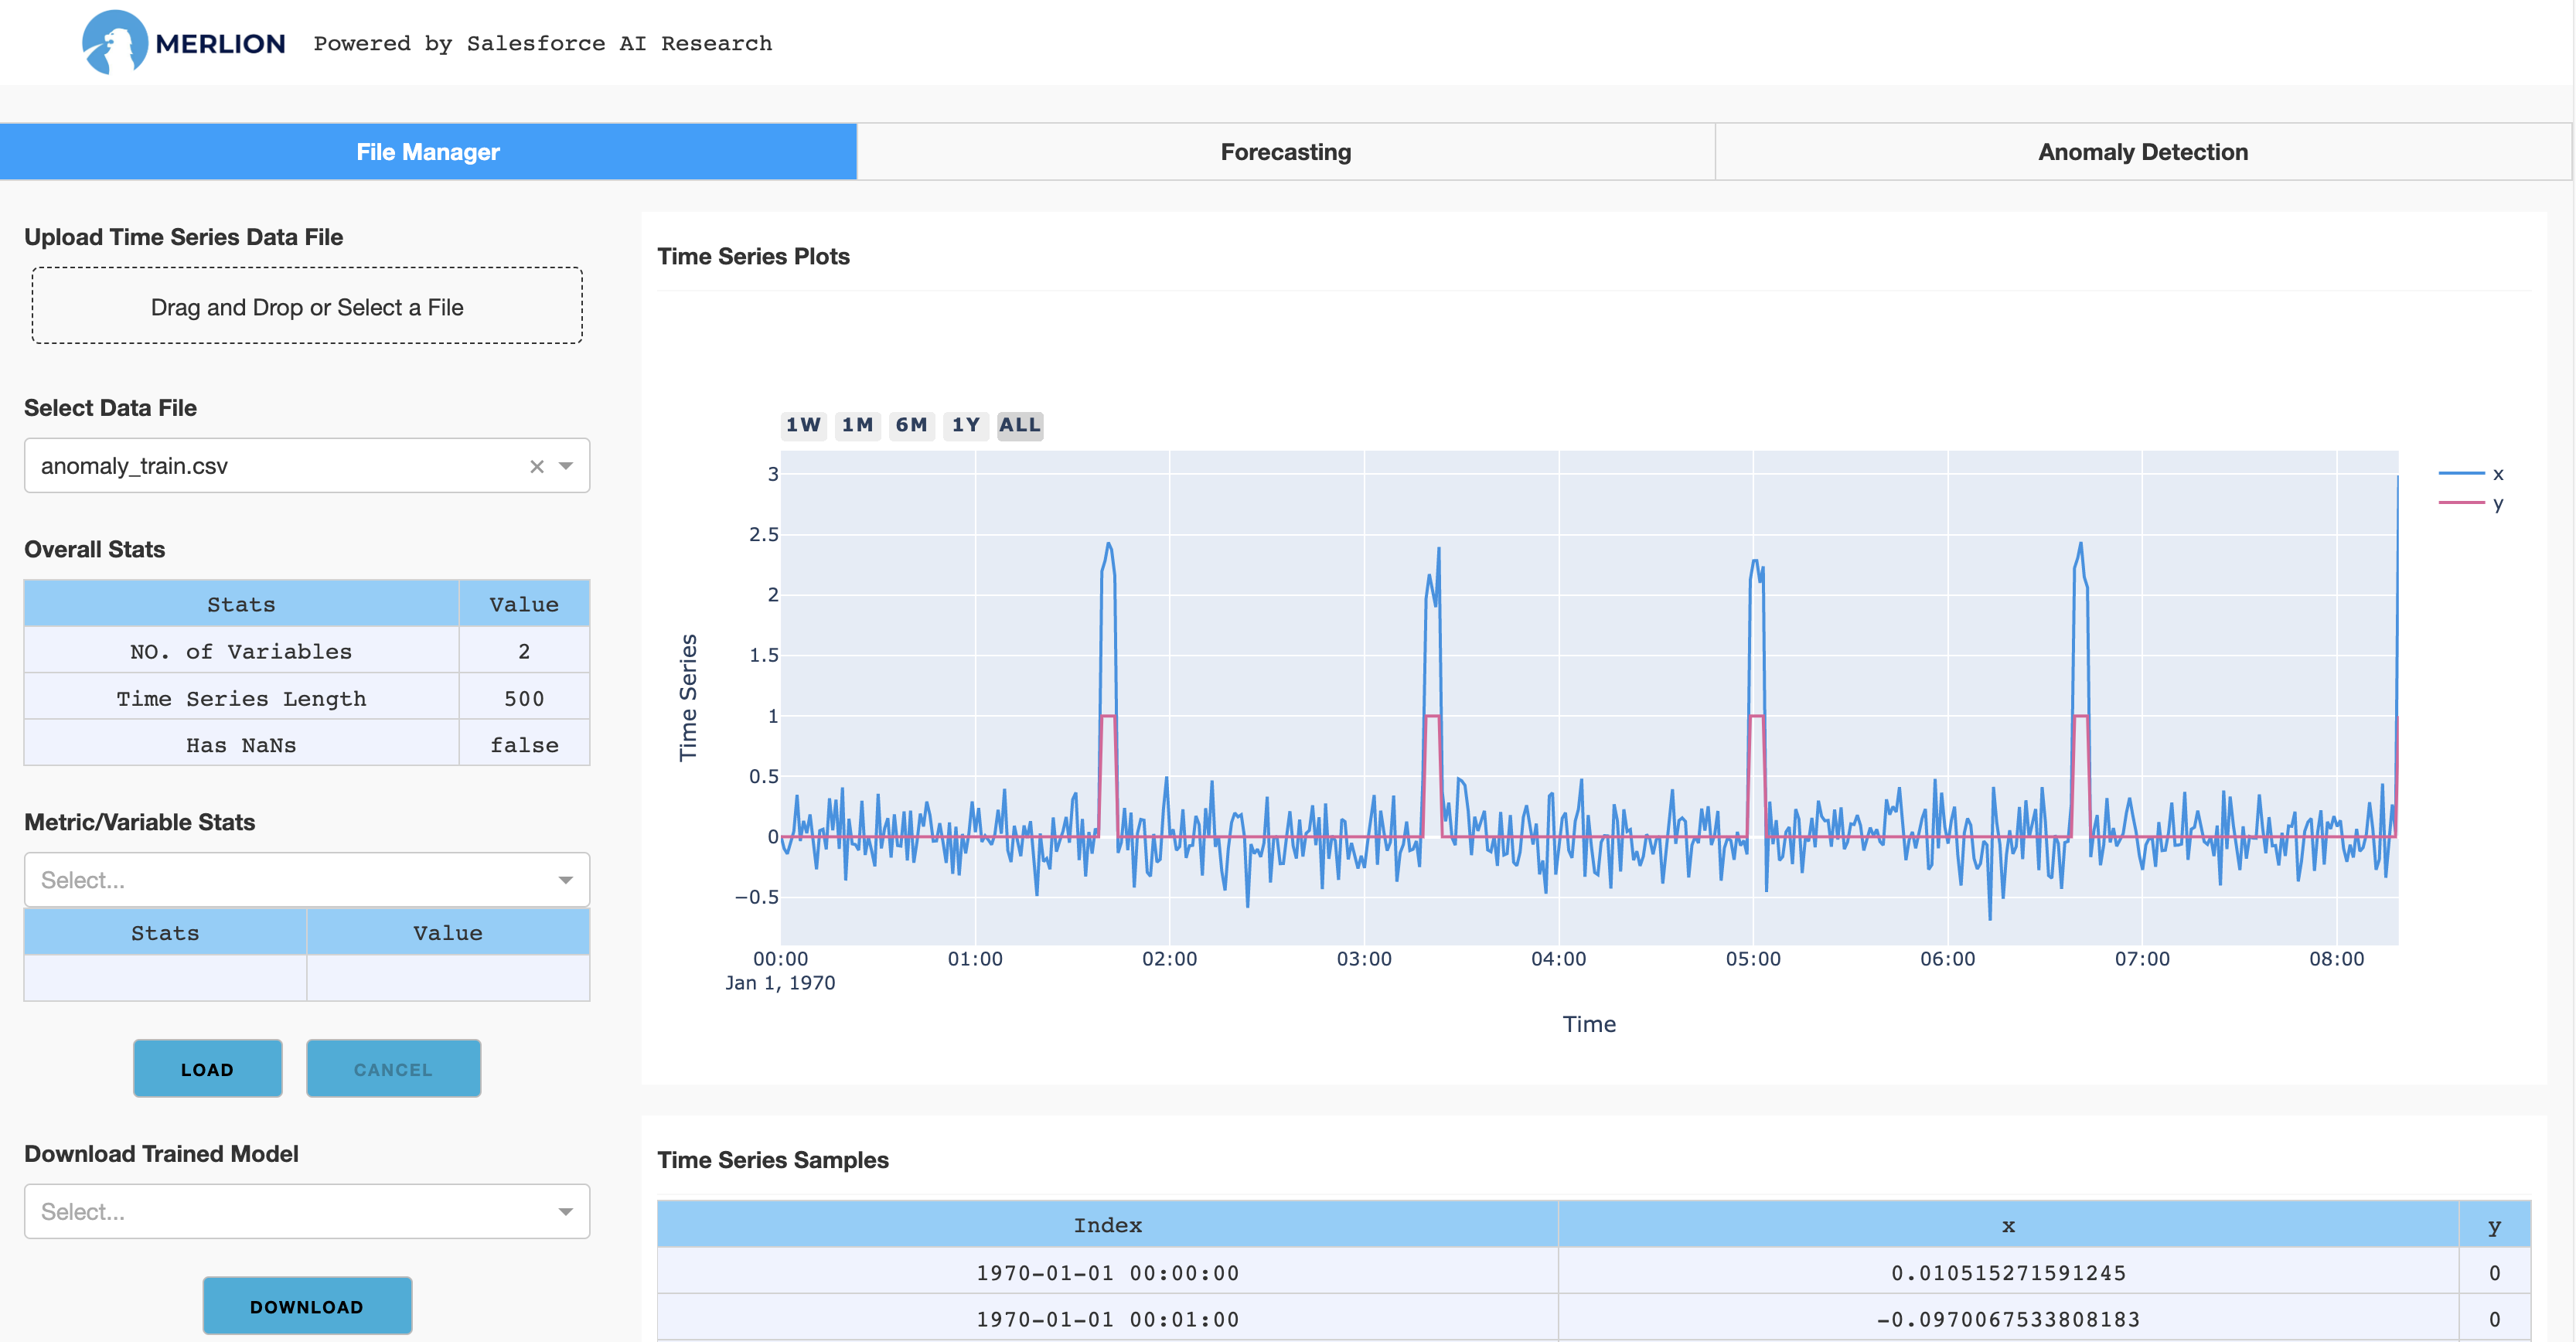 MERLION Powered by Salesforce AI Research
File Manager Forecasting Anomaly Detection
Upload Time Series Data File
Drag and Drop or Select a File
Select Data File
anomaly_train.csv
Overall Stats
Stats Value
NO. of Variables 2
Time Series Length 500
Has NaNs false
Metric/Variable Stats
Select...
Stats Value
LOAD CANCEL
Download Trained Model
Select...
DOWNLOAD
Time Series Plots
1W 1M 6M 1Y ALL
x
y
3
2.5
2
1.5
1
0.5
0
−0.5
Time Series
00:00 01:00 02:00 03:00 04:00 05:00 06:00 07:00 08:00
Jan 1, 1970
Time
Time Series Samples
Index x y
1970-01-01 00:00:00 0.010515271591245 0
1970-01-01 00:01:00 -0.0970067533808183 0